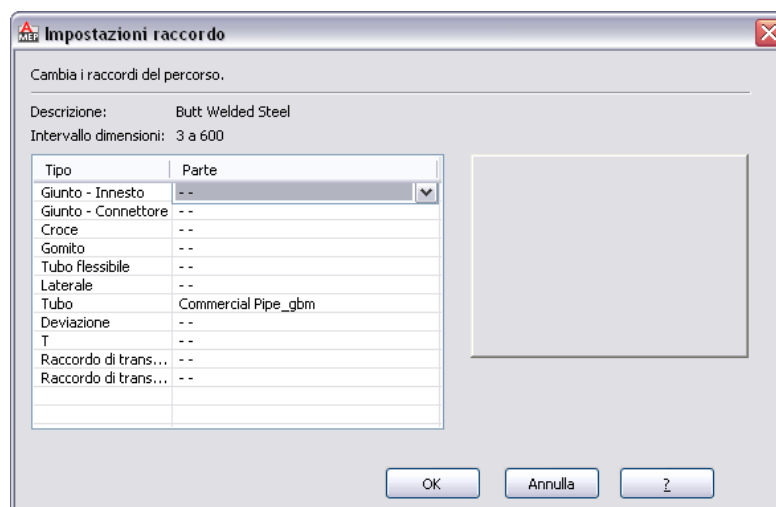 MEP Impostazioni raccordo
Cambia i raccordi del percorso.
Descrizione: Butt Welded Steel
Intervallo dimensioni: 3 a 600
Tipo Parte
Giunto - Innesto - -
Giunto - Connettore - -
Croce - -
Gomito - -
Tubo flessibile - -
Laterale - -
Tubo Commercial Pipe_gbm
Deviazione - -
T - -
Raccordo di trans... - -
Raccordo di trans... - -
OK Annulla ?